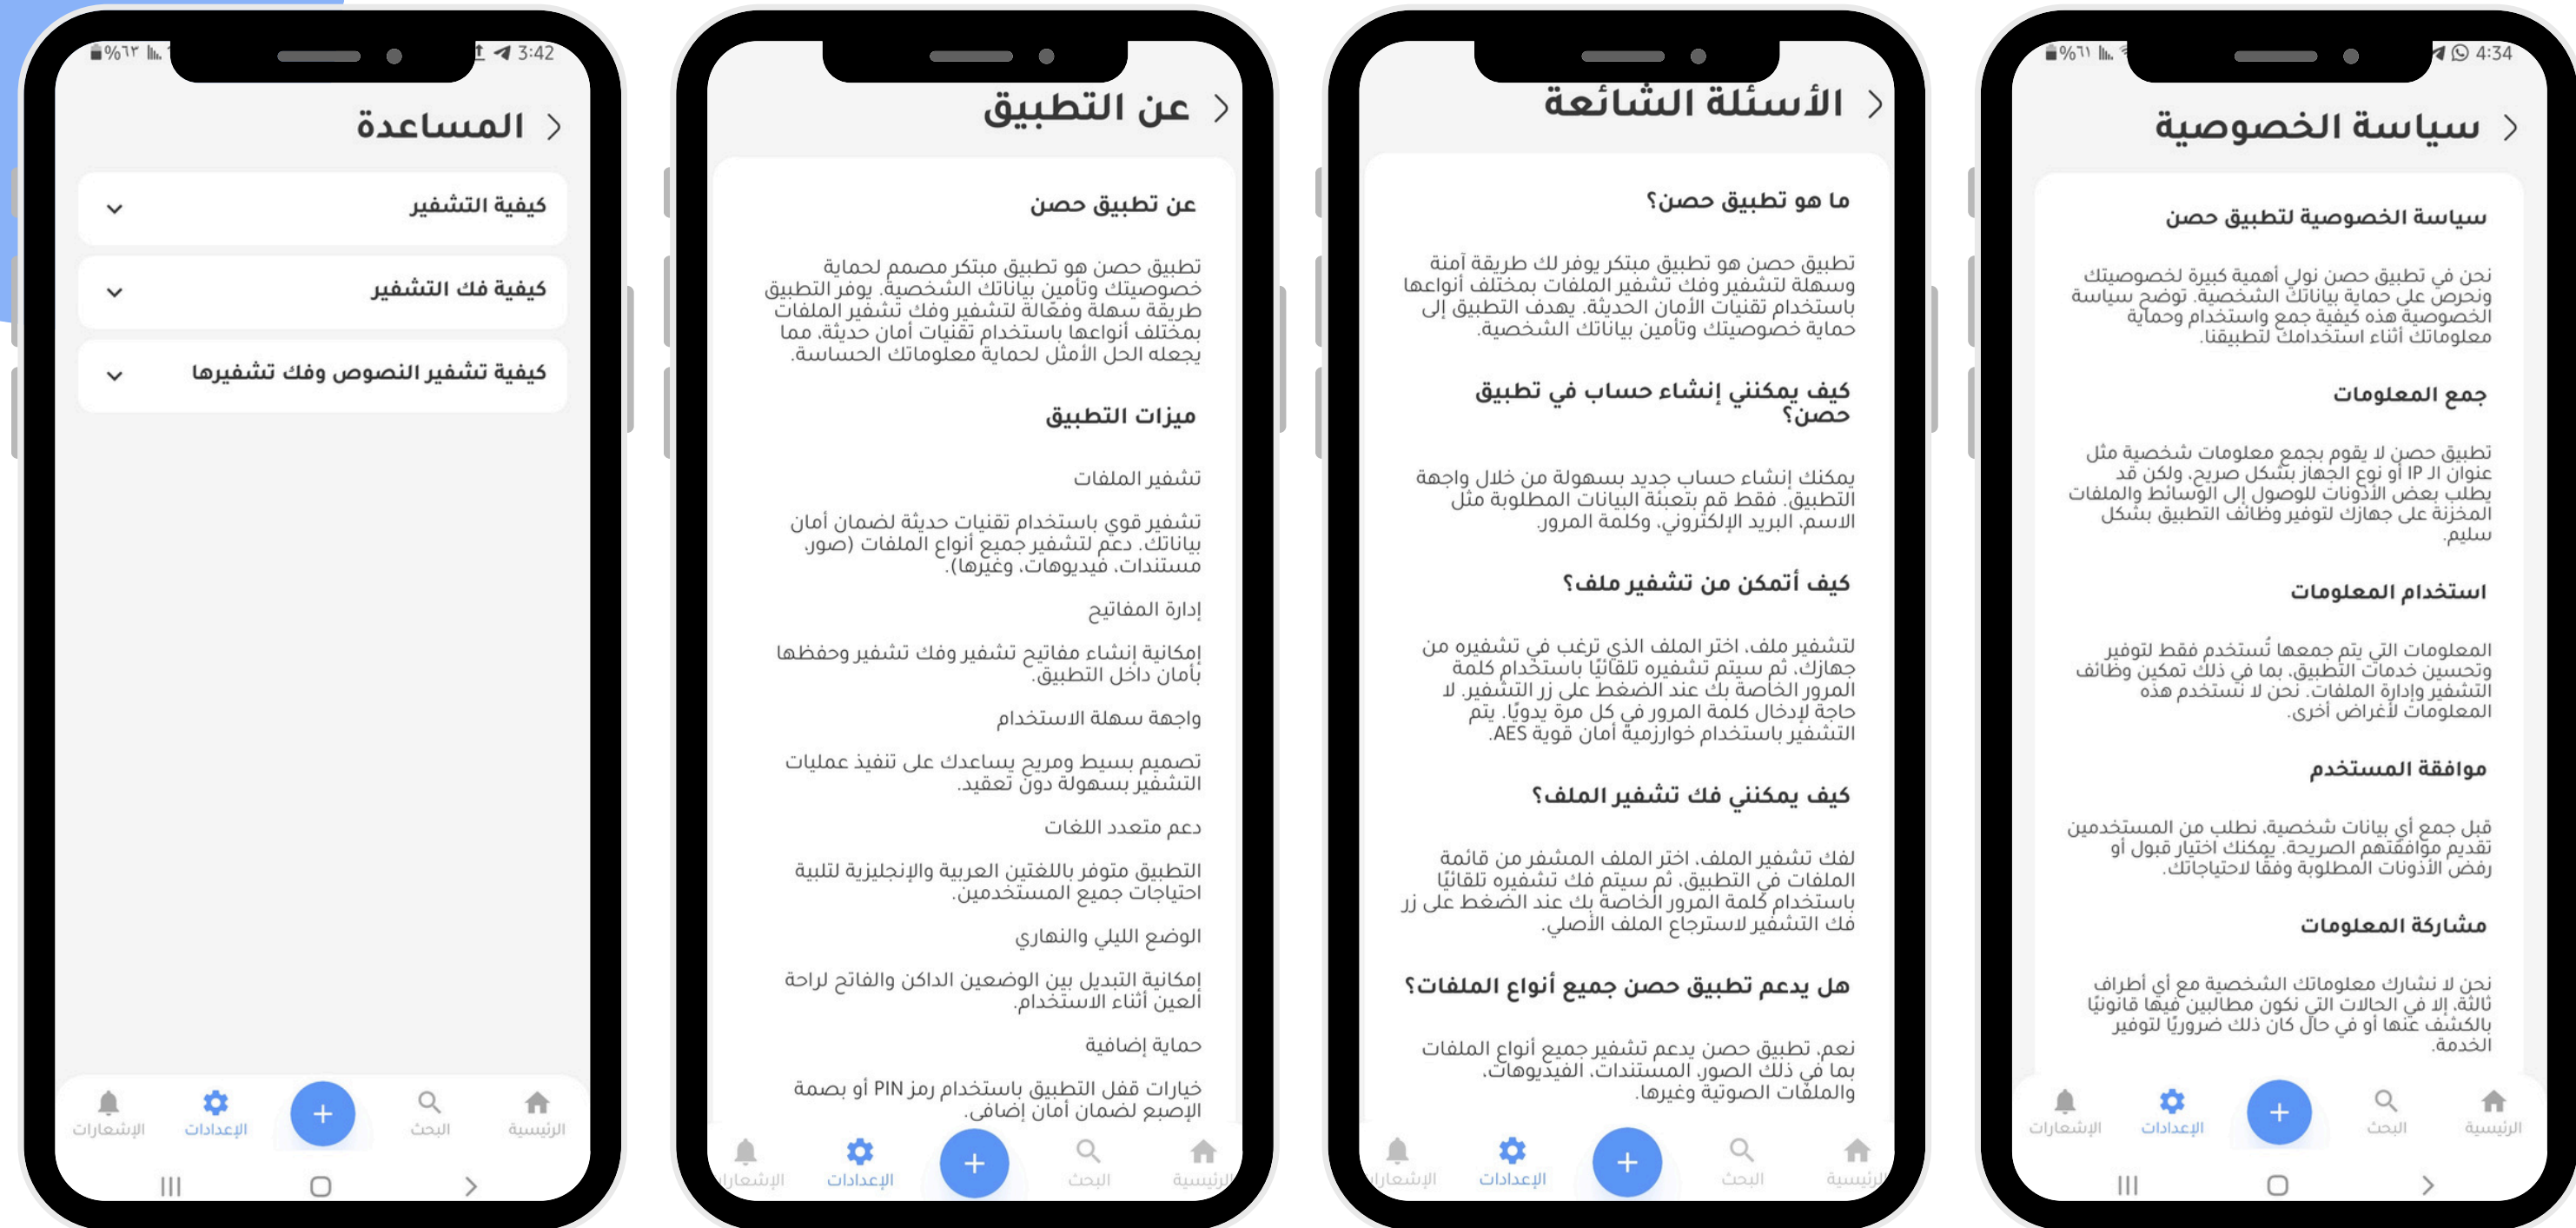 3:42
%٦٣
المساعدة
كيفية التشفير
كيفية فك التشفير
كيفية تشفير النصوص وفك تشفيرها
الرئيسية
البحث
+
الإعدادات
الإشعارات
عن التطبيق
عن تطبيق حصن
تطبيق حصن هو تطبيق مبتكر مصمم لحماية
خصوصيتك وتأمين بياناتك الشخصية. يوفر التطبيق
طريقة سهلة وفعّالة لتشفير وفك تشفير الملفات
بمختلف أنواعها باستخدام تقنيات أمان حديثة، مما
يجعله الحل الأمثل لحماية معلوماتك الحساسة.
ميزات التطبيق
تشفير الملفات
تشفير قوي باستخدام تقنيات حديثة لضمان أمان
بياناتك. دعم لتشفير جميع أنواع الملفات (صور،
مستندات، فيديوهات، وغيرها).
إدارة المفاتيح
إمكانية إنشاء مفاتيح تشفير وفك تشفير وحفظها
بأمان داخل التطبيق.
واجهة سهلة الاستخدام
تصميم بسيط ومريح يساعدك على تنفيذ عمليات
التشفير بسهولة دون تعقيد.
دعم متعدد اللغات
التطبيق متوفر باللغتين العربية والإنجليزية لتلبية
احتياجات جميع المستخدمين.
الوضع الليلي والنهاري
إمكانية التبديل بين الوضعين الداكن والفاتح لراحة
العين أثناء الاستخدام.
حماية إضافية
خيارات قفل التطبيق باستخدام رمز PIN أو بصمة
الإصبع لضمان أمان إضافي.
الرئيسية
البحث
+
الإعدادات
الإشعارات
الأسئلة الشائعة
ما هو تطبيق حصن؟
تطبيق حصن هو تطبيق مبتكر يوفر لك طريقة آمنة
وسهلة لتشفير وفك تشفير الملفات بمختلف أنواعها
باستخدام تقنيات الأمان الحديثة. يهدف التطبيق إلى
حماية خصوصيتك وتأمين بياناتك الشخصية.
كيف يمكنني إنشاء حساب في تطبيق
حصن؟
يمكنك إنشاء حساب جديد بسهولة من خلال واجهة
التطبيق. فقط قم بتعبئة البيانات المطلوبة مثل
الاسم، البريد الإلكتروني، وكلمة المرور.
كيف أتمكن من تشفير ملف؟
لتشفير ملف، اختر الملف الذي ترغب في تشفيره من
جهازك، ثم سيتم تشفيره تلقائيًا باستخدام كلمة
المرور الخاصة بك عند الضغط على زر التشفير. لا
حاجة لإدخال كلمة المرور في كل مرة يدويًا. يتم
التشفير باستخدام خوارزمية أمان قوية AES.
كيف يمكنني فك تشفير الملف؟
لفك تشفير الملف، اختر الملف المشفر من قائمة
الملفات في التطبيق، ثم سيتم فك تشفيره تلقائيًا
باستخدام كلمة المرور الخاصة بك عند الضغط على زر
فك التشفير لاسترجاع الملف الأصلي.
هل يدعم تطبيق حصن جميع أنواع الملفات؟
نعم، تطبيق حصن يدعم تشفير جميع أنواع الملفات
بما في ذلك الصور، المستندات، الفيديوهات،
والملفات الصوتية وغيرها.
الرئيسية
البحث
+
الإعدادات
الإشعارات
4:34
%٦١
سياسة الخصوصية
سياسة الخصوصية لتطبيق حصن
نحن في تطبيق حصن نولي أهمية كبيرة لخصوصيتك
ونحرص على حماية بياناتك الشخصية. توضح سياسة
الخصوصية هذه كيفية جمع واستخدام وحماية
معلوماتك أثناء استخدامك لتطبيقنا.
جمع المعلومات
تطبيق حصن لا يقوم بجمع معلومات شخصية مثل
عنوان الـ IP أو نوع الجهاز بشكل صريح، ولكن قد
يطلب بعض الأذونات للوصول إلى الوسائط والملفات
المخزنة على جهازك لتوفير وظائف التطبيق بشكل
سليم.
استخدام المعلومات
المعلومات التي يتم جمعها تُستخدم فقط لتوفير
وتحسين خدمات التطبيق، بما في ذلك تمكين وظائف
التشفير وإدارة الملفات. نحن لا نستخدم هذه
المعلومات لأغراض أخرى.
موافقة المستخدم
قبل جمع أي بيانات شخصية، نطلب من المستخدمين
تقديم موافقتهم الصريحة. يمكنك اختيار قبول أو
رفض الأذونات المطلوبة وفقًا لاحتياجاتك.
مشاركة المعلومات
نحن لا نشارك معلوماتك الشخصية مع أي أطراف
ثالثة، إلا في الحالات التي نكون مطالبين فيها قانونيًا
بالكشف عنها أو في حال كان ذلك ضروريًا لتوفير
الخدمة.
الرئيسية
البحث
+
الإعدادات
الإشعارات